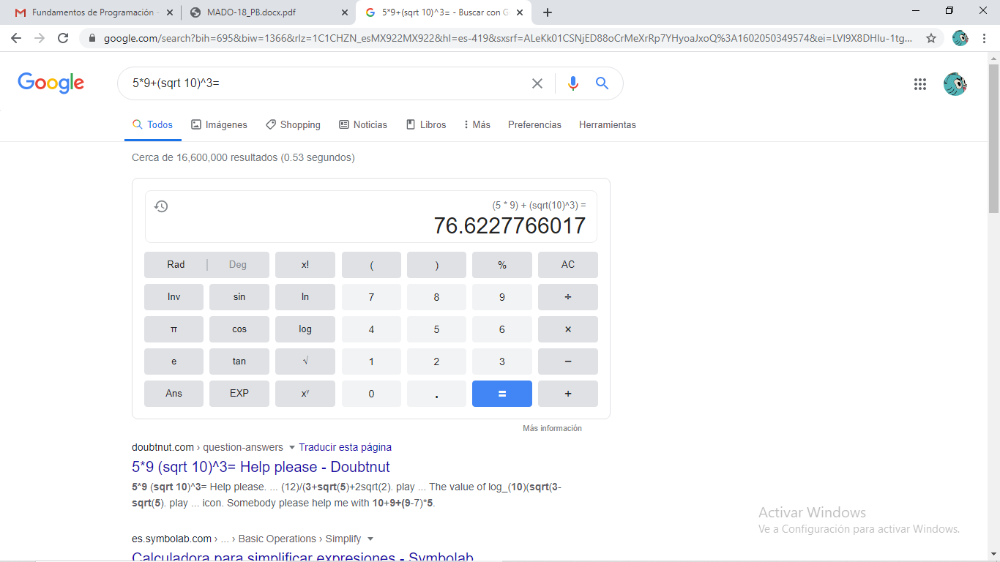 Fundamentos de Programación -
MADO-18_PB.docx.pdf
5*9+(sqrt 10)^3= - Buscar con G
google.com/search?bih=695&biw=1366&rlz=1C1CHZN_esMX922MX922&hl=es-419&sxsrf=ALeKk01CSNjED88oCrMeXrRp7YHyoaJxoQ%3A1602050349574&ei=LVl9X8DHIu-1tg...
Google
5*9+(sqrt 10)^3=
Todos
Imágenes
Shopping
Noticias
Libros
Más
Preferencias
Herramientas
Cerca de 16,600,000 resultados (0.53 segundos)
(5 * 9) + (sqrt(10)^3) =
76.6227766017
Rad | Deg x! ( ) % AC
Inv sin ln 7 8 9 ÷
π cos log 4 5 6 ×
e tan √ 1 2 3 −
Ans EXP xʸ 0 . = +
Más información
doubtnut.com › question-answers ▾ Traducir esta página
5*9 (sqrt 10)^3= Help please - Doubtnut
5*9 (sqrt 10)^3= Help please. ... (12)/(3+sqrt(5)+2sqrt(2). play ... The value of log_(10)(sqrt(3-
sqrt(5). play ... icon. Somebody please help me with 10+9+(9-7)*5.
es.symbolab.com › ... › Basic Operations › Simplify ▾
Calculadora para simplificar expresiones - Symbolab
Activar Windows
Ve a Configuración para activar Windows.